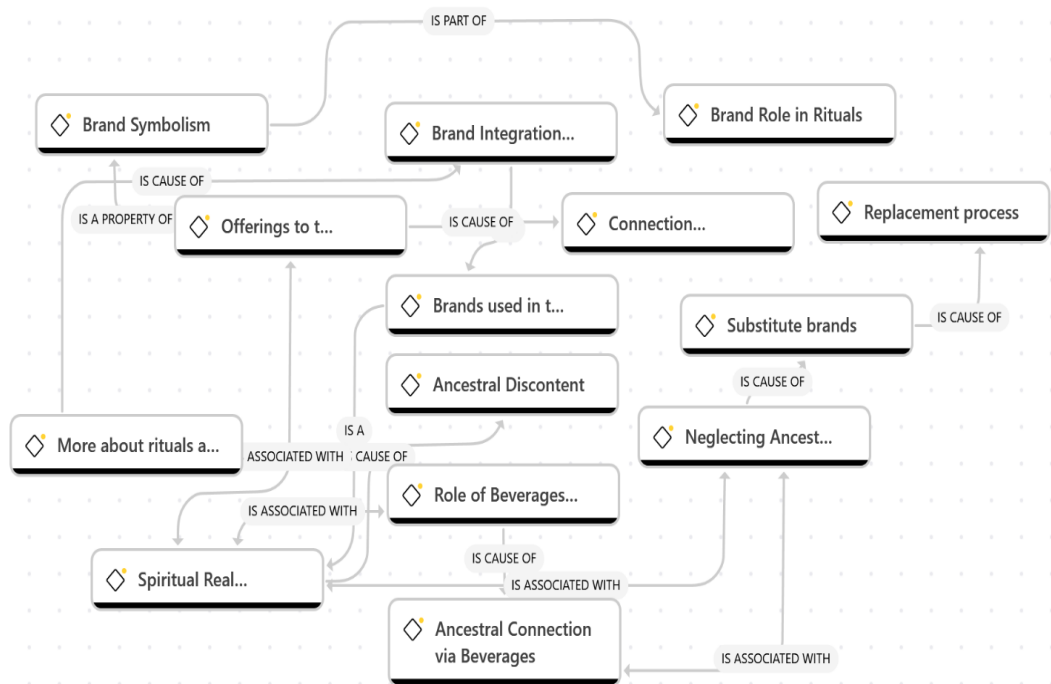 IS PART OF
Brand Symbolism
Brand Integration...
Brand Role in Rituals
IS CAUSE OF
IS A PROPERTY OF
Offerings to t...
IS CAUSE OF
Connection...
Replacement process
Brands used in t...
Substitute brands
IS CAUSE OF
Ancestral Discontent
IS CAUSE OF
More about rituals a...
IS A
Neglecting Ancest...
ASSOCIATED WITH
CAUSE OF
Role of Beverages...
IS ASSOCIATED WITH
IS CAUSE OF
Spiritual Real...
IS ASSOCIATED WITH
Ancestral Connection
via Beverages
IS ASSOCIATED WITH